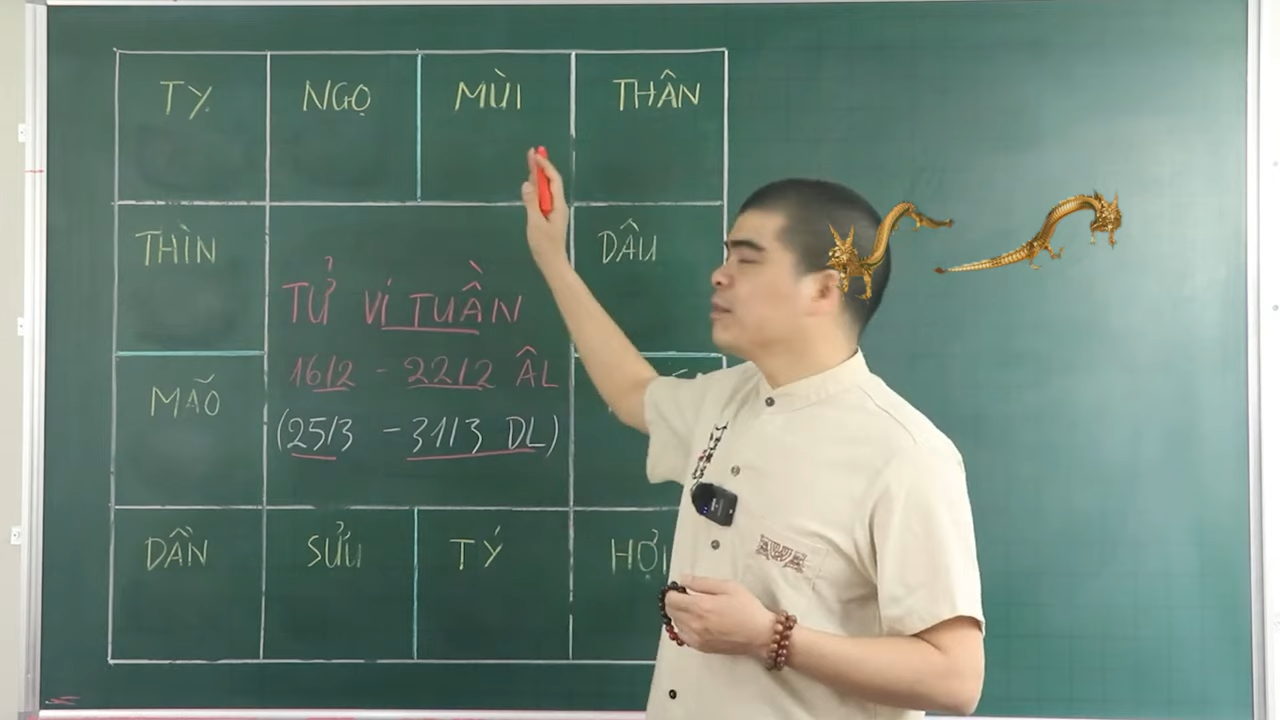 TỴ NGỌ MÙI THÂN
THÌN DẬU
TỬ Vi TUẦN
16/2 - 22/2 ÂL
MÃO
(25/3 - 31/3 DL)
DẦN SỬU TÝ HỢI